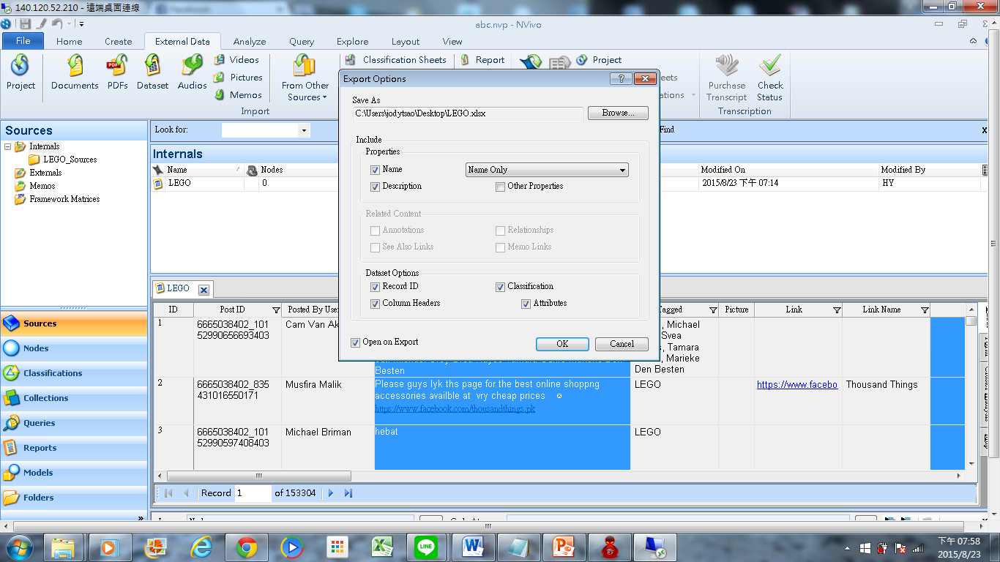 140.120.52.210 - 遠端桌面連線
abc.nvp - NVivo
File Home Create External Data Analyze Query Explore Layout View
Project Documents PDFs Dataset Audios
Videos
Pictures
Memos
From Other
Sources
Classification Sheets Report Project
Purchase
Transcript
Check
Status
Import
Transcription
Sources
Internals
LEGO_Sources
Externals
Memos
Framework Matrices
Look for: Find
Internals
Name Nodes Modified On Modified By
LEGO 0 2015/8/23 下午 07:14 HY
Export Options
Save As
C:\Users\jodytsao\Desktop\LEGO.xlsx Browse...
Include
Properties
Name Name Only
Description Other Properties
Related Content
Annotations Relationships
See Also Links Memo Links
Dataset Options
Record ID Classification
Column Headers Attributes
Open on Export OK Cancel
LEGO
ID Post ID Posted By User Tagged Picture Link Link Name
1 6665038402_101
52990656693403 Cam Van Ak
, Michael
Svea
, Tamara
, Marieke
Den Besten
Besten
2 6665038402_835
431016550171 Musfira Malik
Please guys lyk ths page for the best online shoppng
accessories availble at vry cheap prices ☺
https://www.facebook.com/thousandthings.pk
LEGO https://www.facebo Thousand Things
3 6665038402_101
52990597408403 Michael Briman hebat LEGO
Record 1 of 153304
Sources
Nodes
Classifications
Collections
Queries
Reports
Models
Folders
下午 07:58
2015/8/23